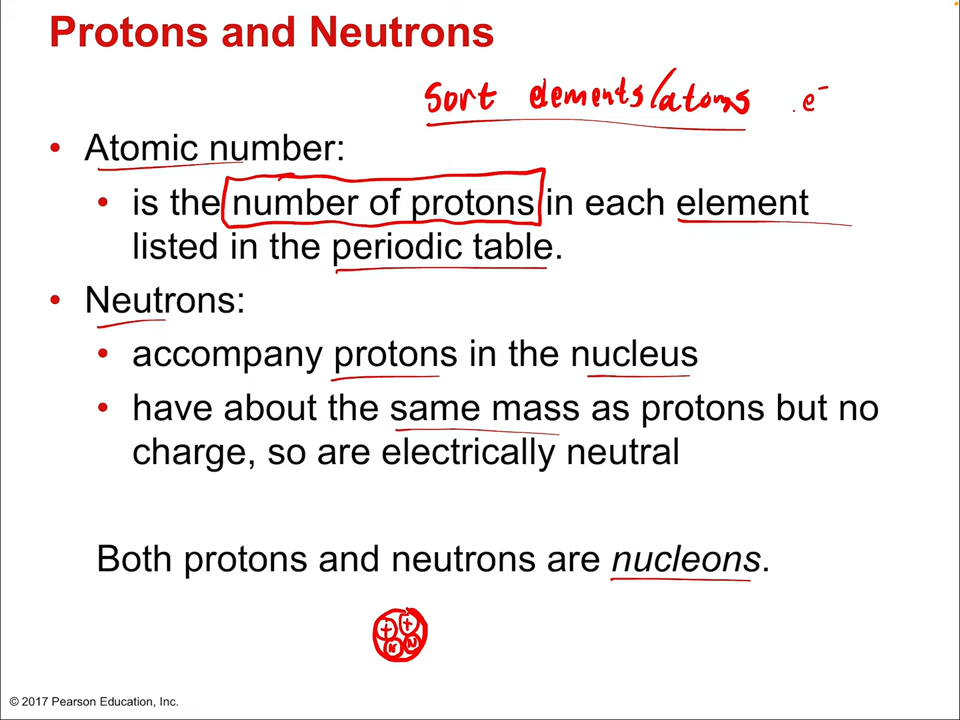 Protons and Neutrons
Sort elements/atoms .e⁻
• Atomic number:
• is the number of protons in each element
listed in the periodic table.
• Neutrons:
• accompany protons in the nucleus
• have about the same mass as protons but no
charge, so are electrically neutral
Both protons and neutrons are nucleons.
+ +
N N
© 2017 Pearson Education, Inc.